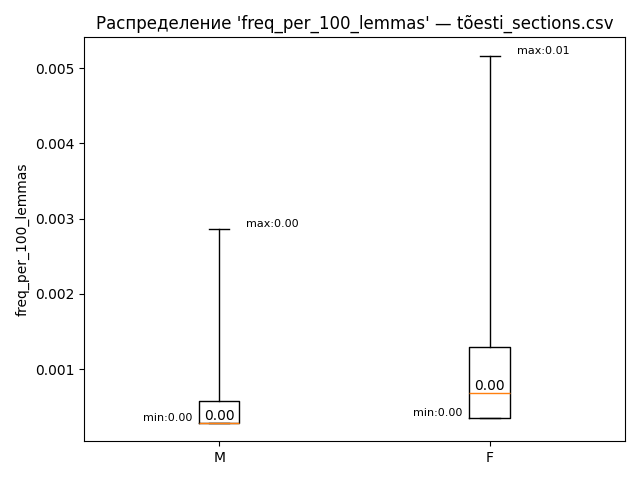 Распределение 'freq_per_100_lemmas' — tõesti_sections.csv
freq_per_100_lemmas
0.005
0.004
0.003
0.002
0.001
max:0.01
max:0.00
0.00
min:0.00
min:0.00
0.00
M
F